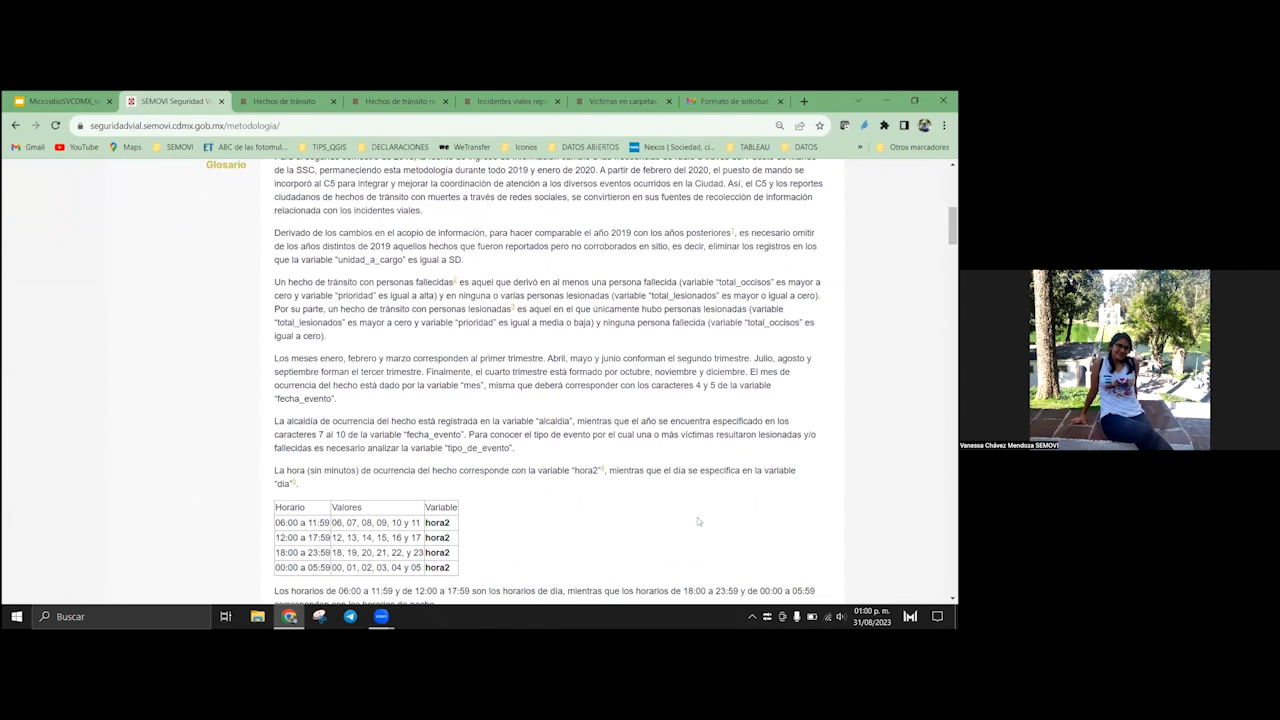 MicrositioSVCDMX_v
SEMOVI Seguridad V
Hechos de tránsito
Hechos de tránsito re
Incidentes viales repo
Víctimas en carpetas
Formato de solicitud
seguridadvial.semovi.cdmx.gob.mx/metodologia/
Gmail YouTube Maps SEMOVI ABC de las fotomul... TIPS_QGIS DECLARACIONES WeTransfer Iconos DATOS ABIERTOS Nexos | Sociedad, ci... TABLEAU DATOS » Otros marcadores
Glosario
de la SSC, permaneciendo esta metodología durante todo 2019 y enero de 2020. A partir de febrero del 2020, el puesto de mando se
incorporó al C5 para integrar y mejorar la coordinación de atención a los diversos eventos ocurridos en la Ciudad. Así, el C5 y los reportes
ciudadanos de hechos de tránsito con muertes a través de redes sociales, se convirtieron en sus fuentes de recolección de información
relacionada con los incidentes viales.
Derivado de los cambios en el acopio de información, para hacer comparable el año 2019 con los años posteriores1, es necesario omitir
de los años distintos de 2019 aquellos hechos que fueron reportados pero no corroborados en sitio, es decir, eliminar los registros en los
que la variable “unidad_a_cargo” es igual a SD.
Un hecho de tránsito con personas fallecidas2 es aquel que derivó en al menos una persona fallecida (variable “total_occisos” es mayor a
cero y variable “prioridad” es igual a alta) y en ninguna o varias personas lesionadas (variable “total_lesionados” es mayor o igual a cero).
Por su parte, un hecho de tránsito con personas lesionadas3 es aquel en el que únicamente hubo personas lesionadas (variable
“total_lesionados” es mayor a cero y variable “prioridad” es igual a media o baja) y ninguna persona fallecida (variable “total_occisos” es
igual a cero).
Los meses enero, febrero y marzo corresponden al primer trimestre. Abril, mayo y junio conforman el segundo trimestre. Julio, agosto y
septiembre forman el tercer trimestre. Finalmente, el cuarto trimestre está formado por octubre, noviembre y diciembre. El mes de
ocurrencia del hecho está dado por la variable “mes”, misma que deberá corresponder con los caracteres 4 y 5 de la variable
“fecha_evento”.
La alcaldía de ocurrencia del hecho está registrada en la variable “alcaldia”, mientras que el año se encuentra especificado en los
caracteres 7 al 10 de la variable “fecha_evento”. Para conocer el tipo de evento por el cual una o más víctimas resultaron lesionadas y/o
fallecidas es necesario analizar la variable “tipo_de_evento”.
La hora (sin minutos) de ocurrencia del hecho corresponde con la variable “hora2”4, mientras que el día se especifica en la variable
“dia”5.
Horario Valores Variable
06:00 a 11:59 06, 07, 08, 09, 10 y 11 hora2
12:00 a 17:59 12, 13, 14, 15, 16 y 17 hora2
18:00 a 23:59 18, 19, 20, 21, 22, y 23 hora2
00:00 a 05:59 00, 01, 02, 03, 04 y 05 hora2
Los horarios de 06:00 a 11:59 y de 12:00 a 17:59 son los horarios de día, mientras que los horarios de 18:00 a 23:59 y de 00:00 a 05:59
Vanessa Chávez Mendoza SEMOVI
Buscar
01:00 p. m.
31/08/2023